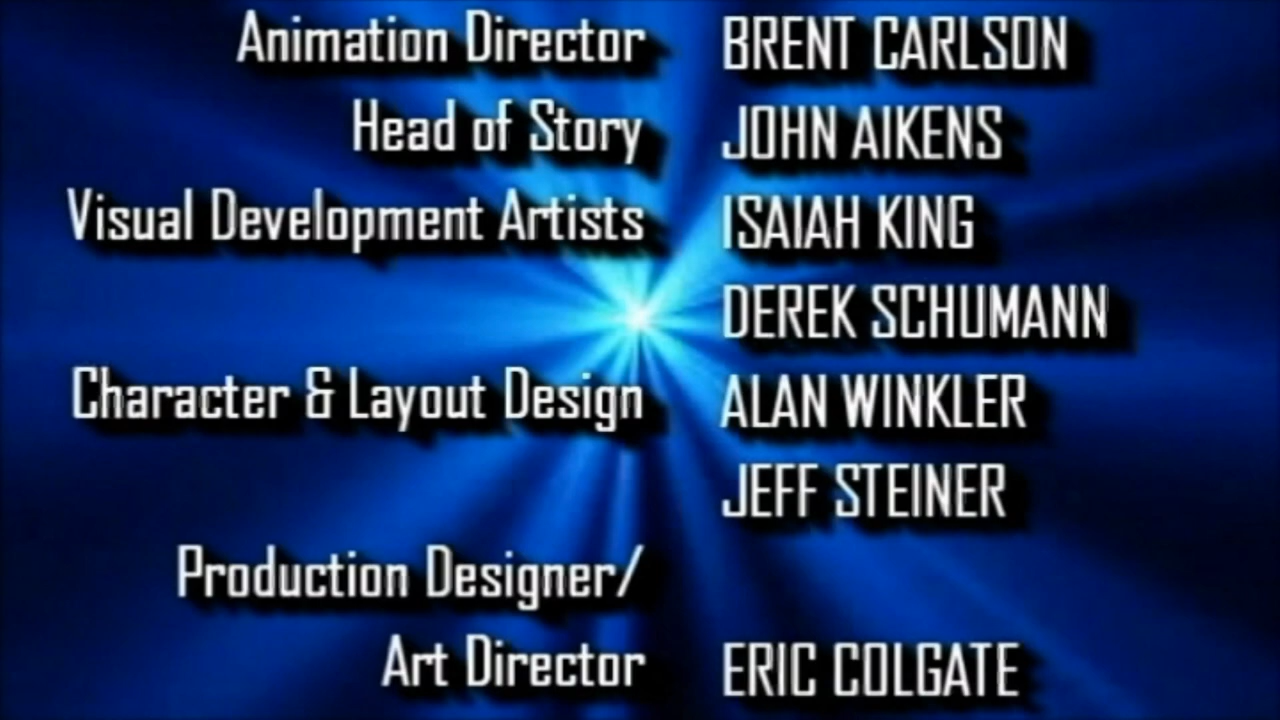 Animation Director BRENT CARLSON
Head of Story JOHN AIKENS
Visual Development Artists ISAIAH KING
DEREK SCHUMANN
Character & Layout Design ALAN WINKLER
JEFF STEINER
Production Designer/
Art Director ERIC COLGATE